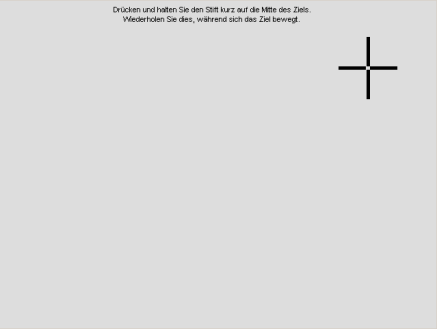 Drücken und halten Sie den Stift kurz auf die Mitte des Ziels.
Wiederholen Sie dies, während sich das Ziel bewegt.